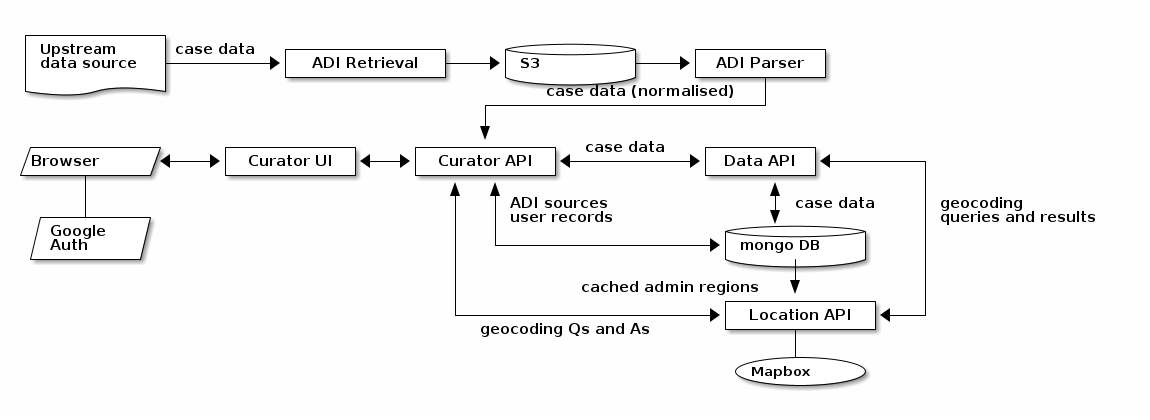 Upstream
data source
case data
ADI Retrieval
S3
ADI Parser
case data (normalised)
Browser
Curator UI
Curator API
case data
Data API
Google
Auth
ADI sources
user records
case data
geocoding
queries and results
mongo DB
cached admin regions
Location API
geocoding Qs and As
Mapbox